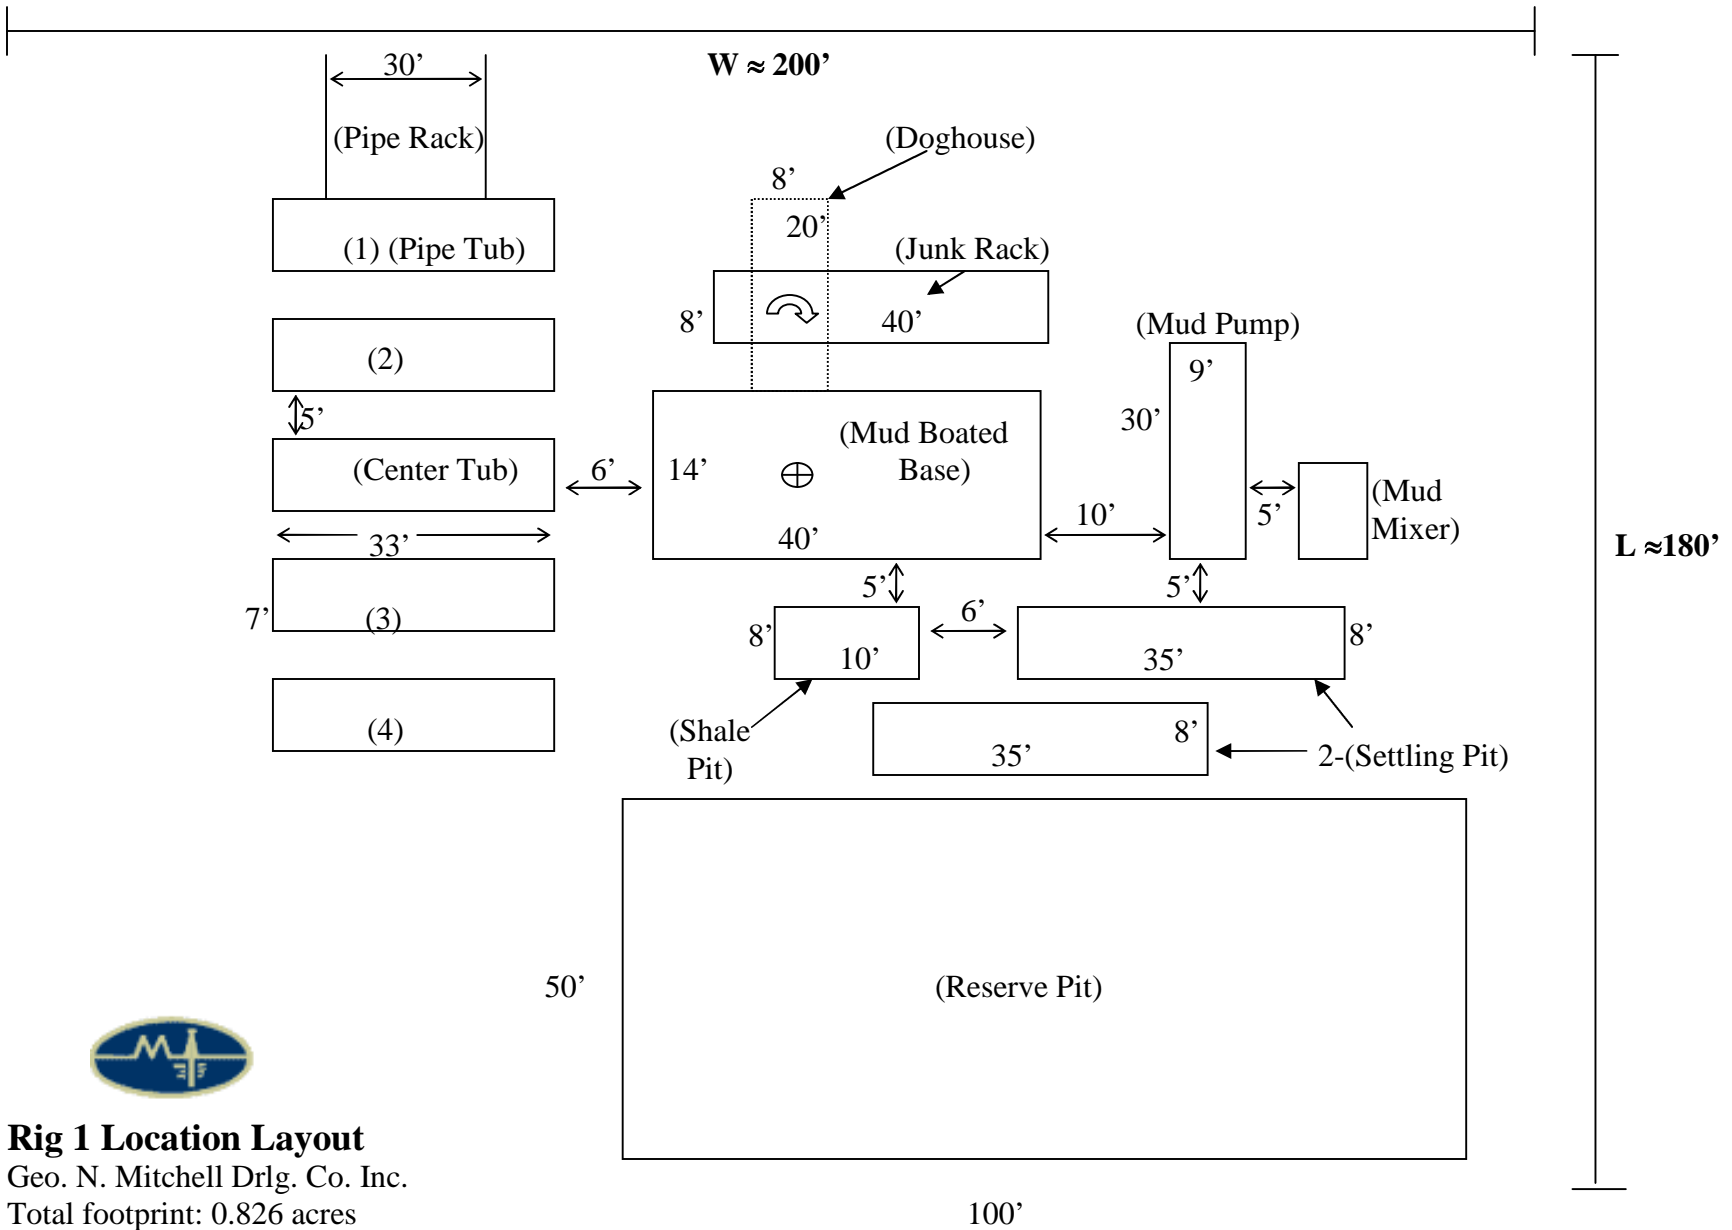 W ≈ 200’
30’
(Pipe Rack)
(Doghouse)
8’
20’
(1) (Pipe Tub)
(Junk Rack)
8’
40’
(Mud Pump)
(2)
9’
5’
30’
(Mud Boated
Base)
(Center Tub)
6’
14’
(Mud
Mixer)
10’
5’
40’
33’
L ≈180’
5’
5’
7’
(3)
8’
6’
8’
10’
35’
(4)
(Shale
Pit)
8’
35’
2-(Settling Pit)
50’
(Reserve Pit)
M
Rig 1 Location Layout
Geo. N. Mitchell Drlg. Co. Inc.
Total footprint: 0.826 acres
100’